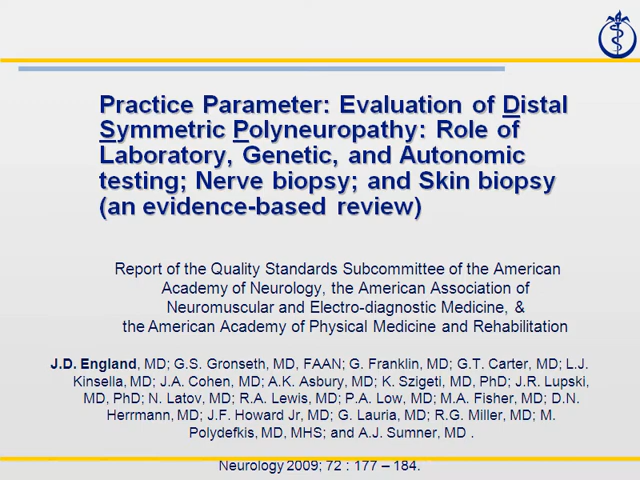 Practice Parameter: Evaluation of Distal
Symmetric Polyneuropathy: Role of
Laboratory, Genetic, and Autonomic
testing; Nerve biopsy; and Skin biopsy
(an evidence-based review)
Report of the Quality Standards Subcommittee of the American
Academy of Neurology, the American Association of
Neuromuscular and Electro-diagnostic Medicine, &
the American Academy of Physical Medicine and Rehabilitation
J.D. England, MD; G.S. Gronseth, MD, FAAN; G. Franklin, MD; G.T. Carter, MD; L.J.
Kinsella, MD; J.A. Cohen, MD; A.K. Asbury, MD; K. Szigeti, MD, PhD; J.R. Lupski,
MD, PhD; N. Latov, MD; R.A. Lewis, MD; P.A. Low, MD; M.A. Fisher, MD; D.N.
Herrmann, MD; J.F. Howard Jr, MD; G. Lauria, MD; R.G. Miller, MD; M.
Polydefkis, MD, MHS; and A.J. Sumner, MD .
Neurology 2009; 72 : 177 – 184.